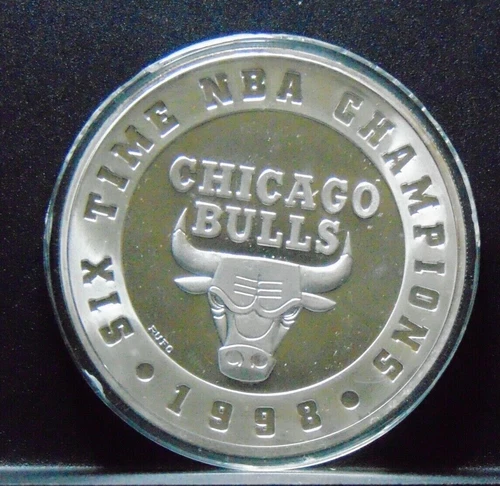 SIX TIME NBA CHAMPIONS
CHICAGO
BULLS
• 1998 •